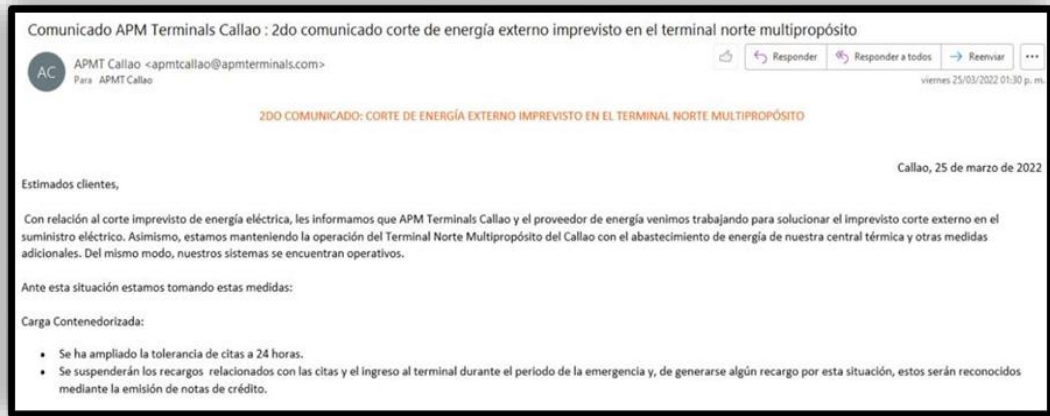 Comunicado APM Terminals Callao : 2do comunicado corte de energía externo imprevisto en el terminal norte multipropósito
AC
APMT Callao <apmtcallao@apmterminals.com>
Para APMT Callao
Responder
Responder a todos
Reenviar
viernes 25/03/2022 01:30 p. m.
2DO COMUNICADO: CORTE DE ENERGÍA EXTERNO IMPREVISTO EN EL TERMINAL NORTE MULTIPROPÓSITO
Callao, 25 de marzo de 2022
Estimados clientes,
Con relación al corte imprevisto de energía eléctrica, les informamos que APM Terminals Callao y el proveedor de energía venimos trabajando para solucionar el imprevisto corte externo en el
suministro eléctrico. Asimismo, estamos manteniendo la operación del Terminal Norte Multipropósito del Callao con el abastecimiento de energía de nuestra central térmica y otras medidas
adicionales. Del mismo modo, nuestros sistemas se encuentran operativos.
Ante esta situación estamos tomando estas medidas:
Carga Contenedorizada:
• Se ha ampliado la tolerancia de citas a 24 horas.
• Se suspenderán los recargos relacionados con las citas y el ingreso al terminal durante el periodo de la emergencia y, de generarse algún recargo por esta situación, estos serán reconocidos
mediante la emisión de notas de crédito.